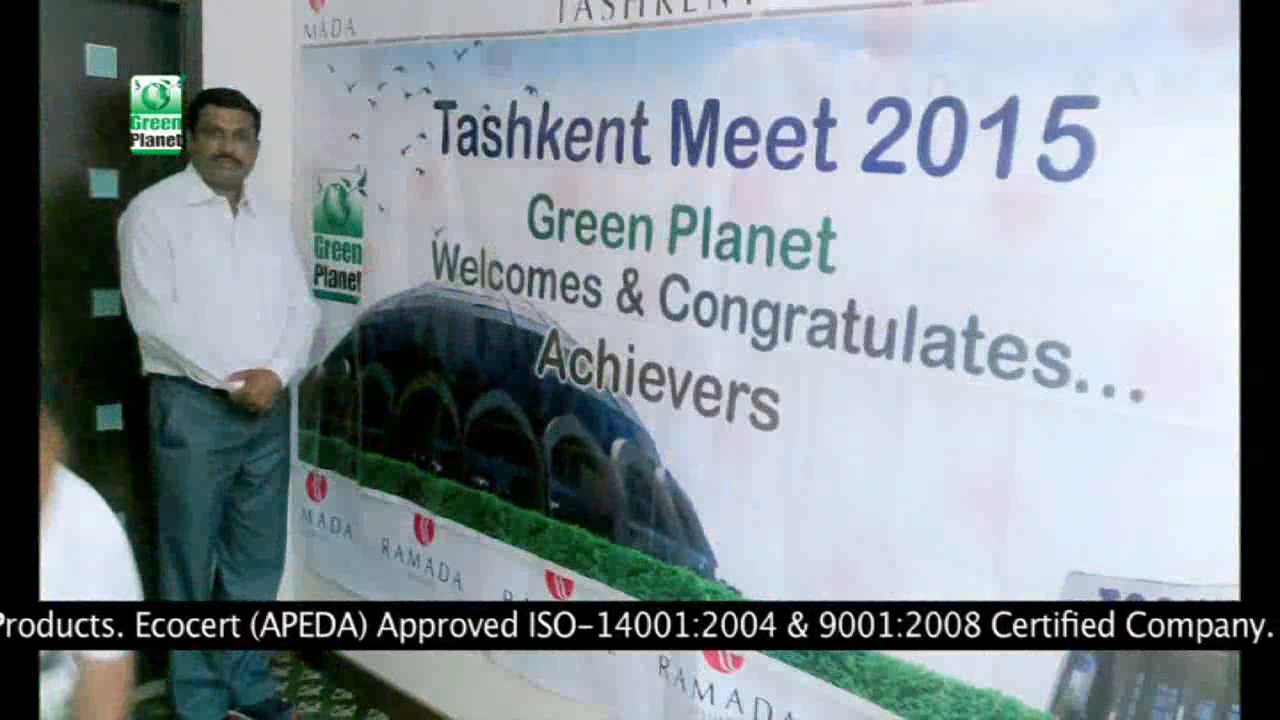 TASHKENT
MADA
Green
Planet
Tashkent Meet 2015
Green Planet
Welcomes & Congratulates...
Achievers
Green
Planet
MADA
RAMADA
RAMADA
Products. Ecocert (APEDA) Approved ISO-14001:2004 & 9001:2008 Certified Company.